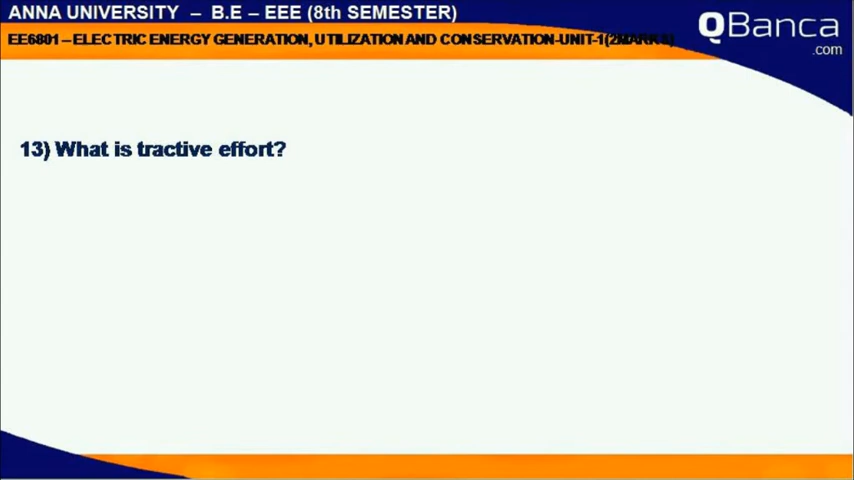 ANNA UNIVERSITY – B.E – EEE (8th SEMESTER)
EE6801 – ELECTRIC ENERGY GENERATION, UTILIZATION AND CONSERVATION-UNIT-1(2MARKS)
QBanca
.com
13) What is tractive effort?